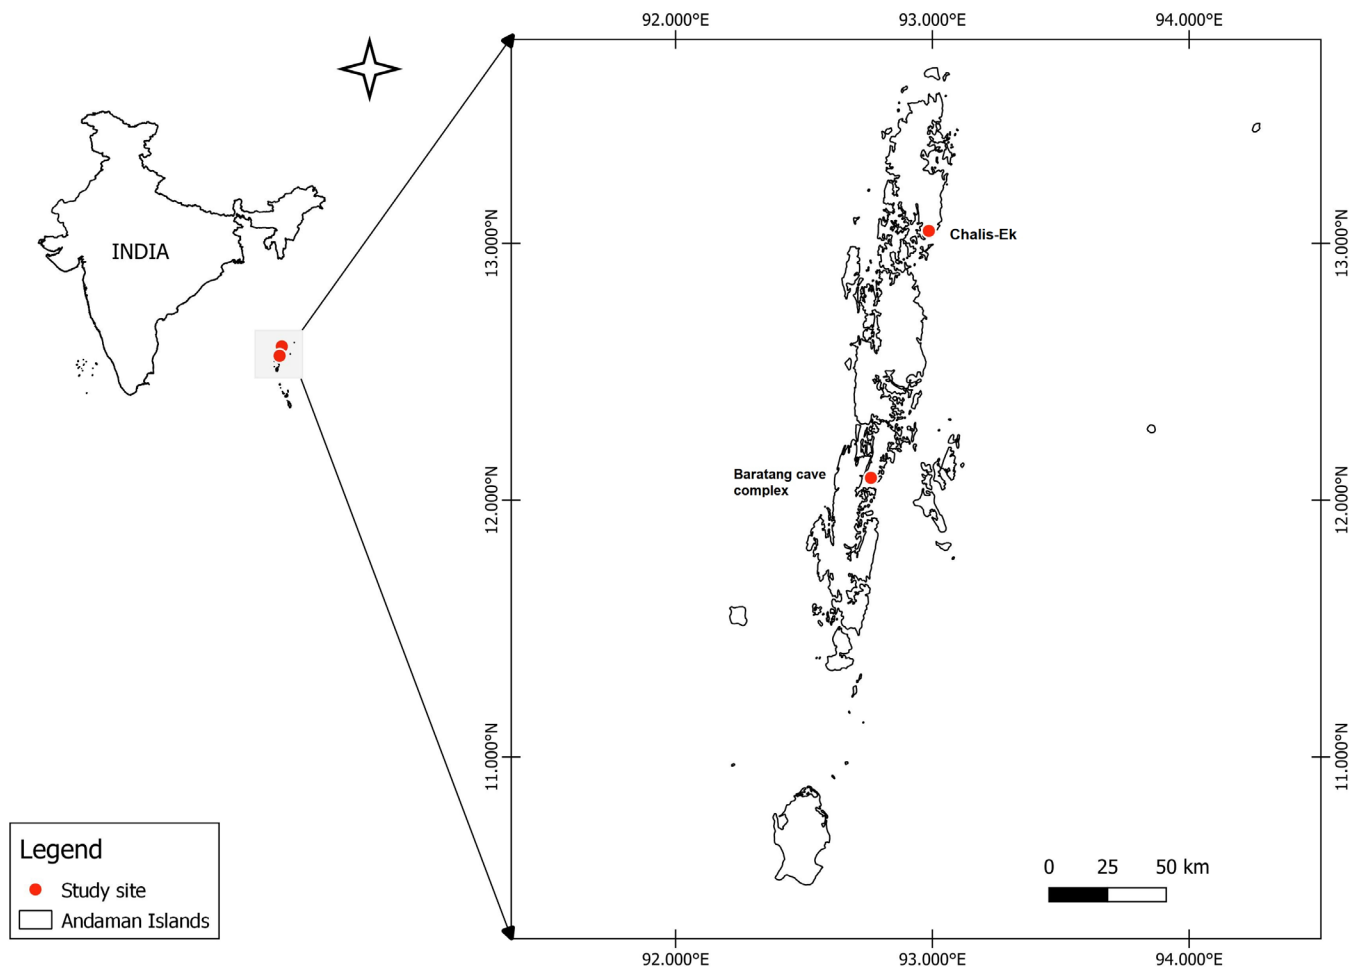 92.000°E
93.000°E
94.000°E
INDIA
13.000°N
13.000°N
Chalis-Ek
Baratang cave
complex
12.000°N
12.000°N
11.000°N
11.000°N
Legend
Study site
Andaman Islands
0 25 50 km
92.000°E
93.000°E
94.000°E